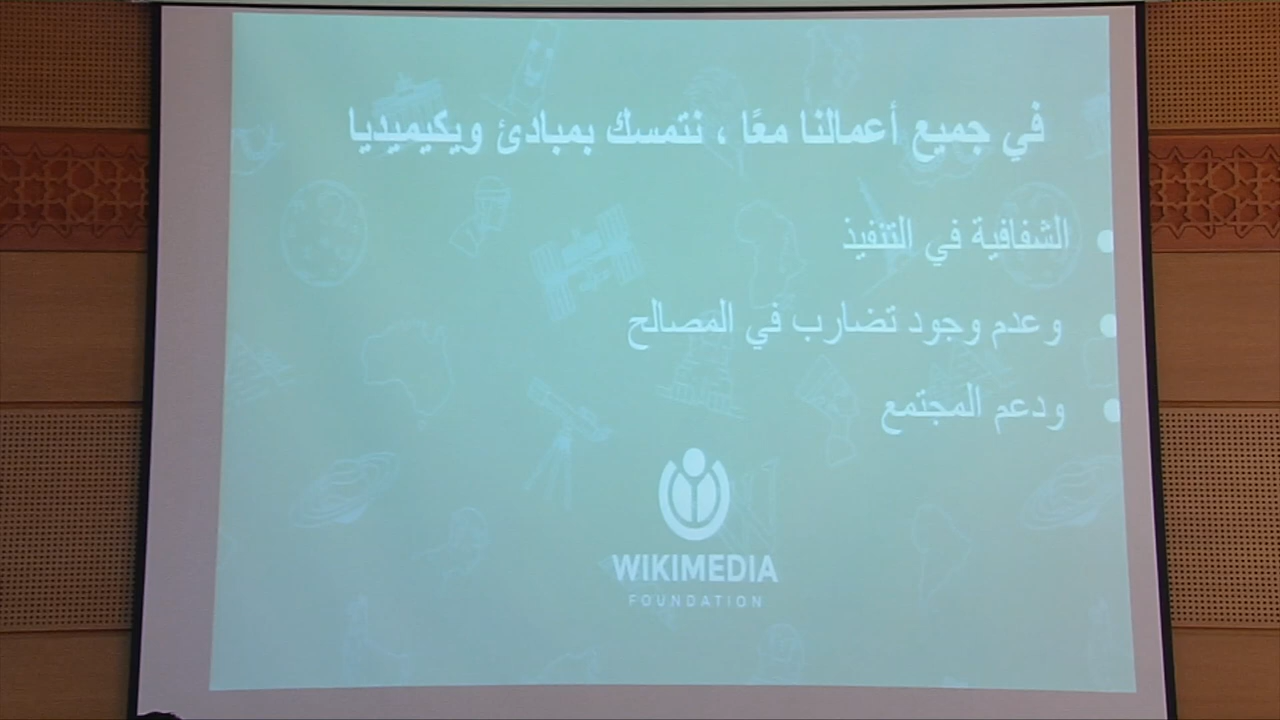 في جميع أعمالنا معًا ، نتمسك بمبادئ ويكيميديا
الشفافية في التنفيذ
وعدم وجود تضارب في المصالح
ودعم المجتمع
WIKIMEDIA
FOUNDATION